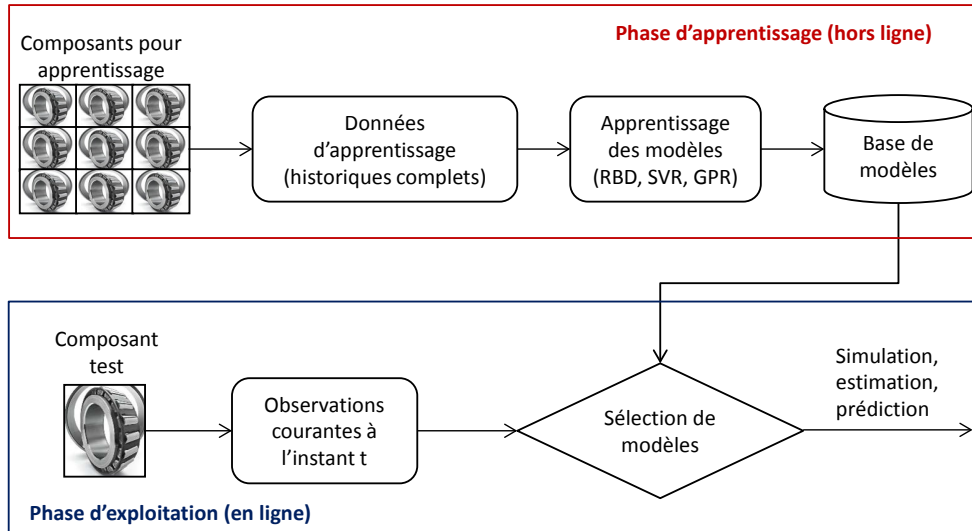 Phase d’apprentissage (hors ligne)
Composants pour
apprentissage
Données
d’apprentissage
(historiques complets)
Apprentissage
des modèles
(RBD, SVR, GPR)
Base de
modèles
Composant
test
Observations
courantes à
l’instant t
Sélection de
modèles
Simulation,
estimation,
prédiction
Phase d’exploitation (en ligne)